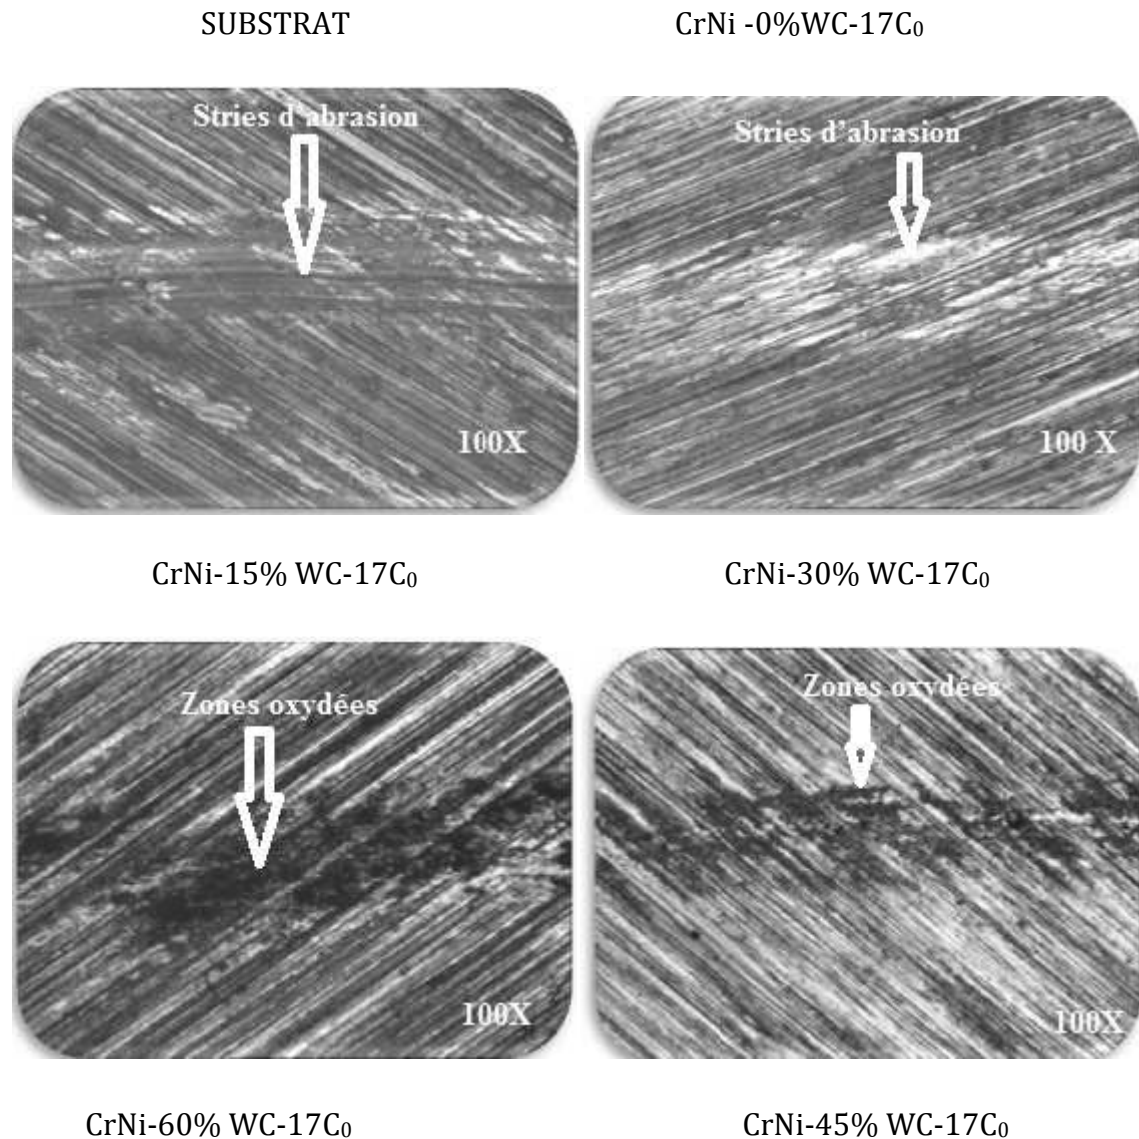 SUBSTRAT
CrNi -0%WC-17C₀
Stries d'abrasion
Stries d'abrasion
100X
100 X
CrNi-15% WC-17C₀
CrNi-30% WC-17C₀
Zones oxydées
Zones oxydées
100X
100X
CrNi-60% WC-17C₀
CrNi-45% WC-17C₀